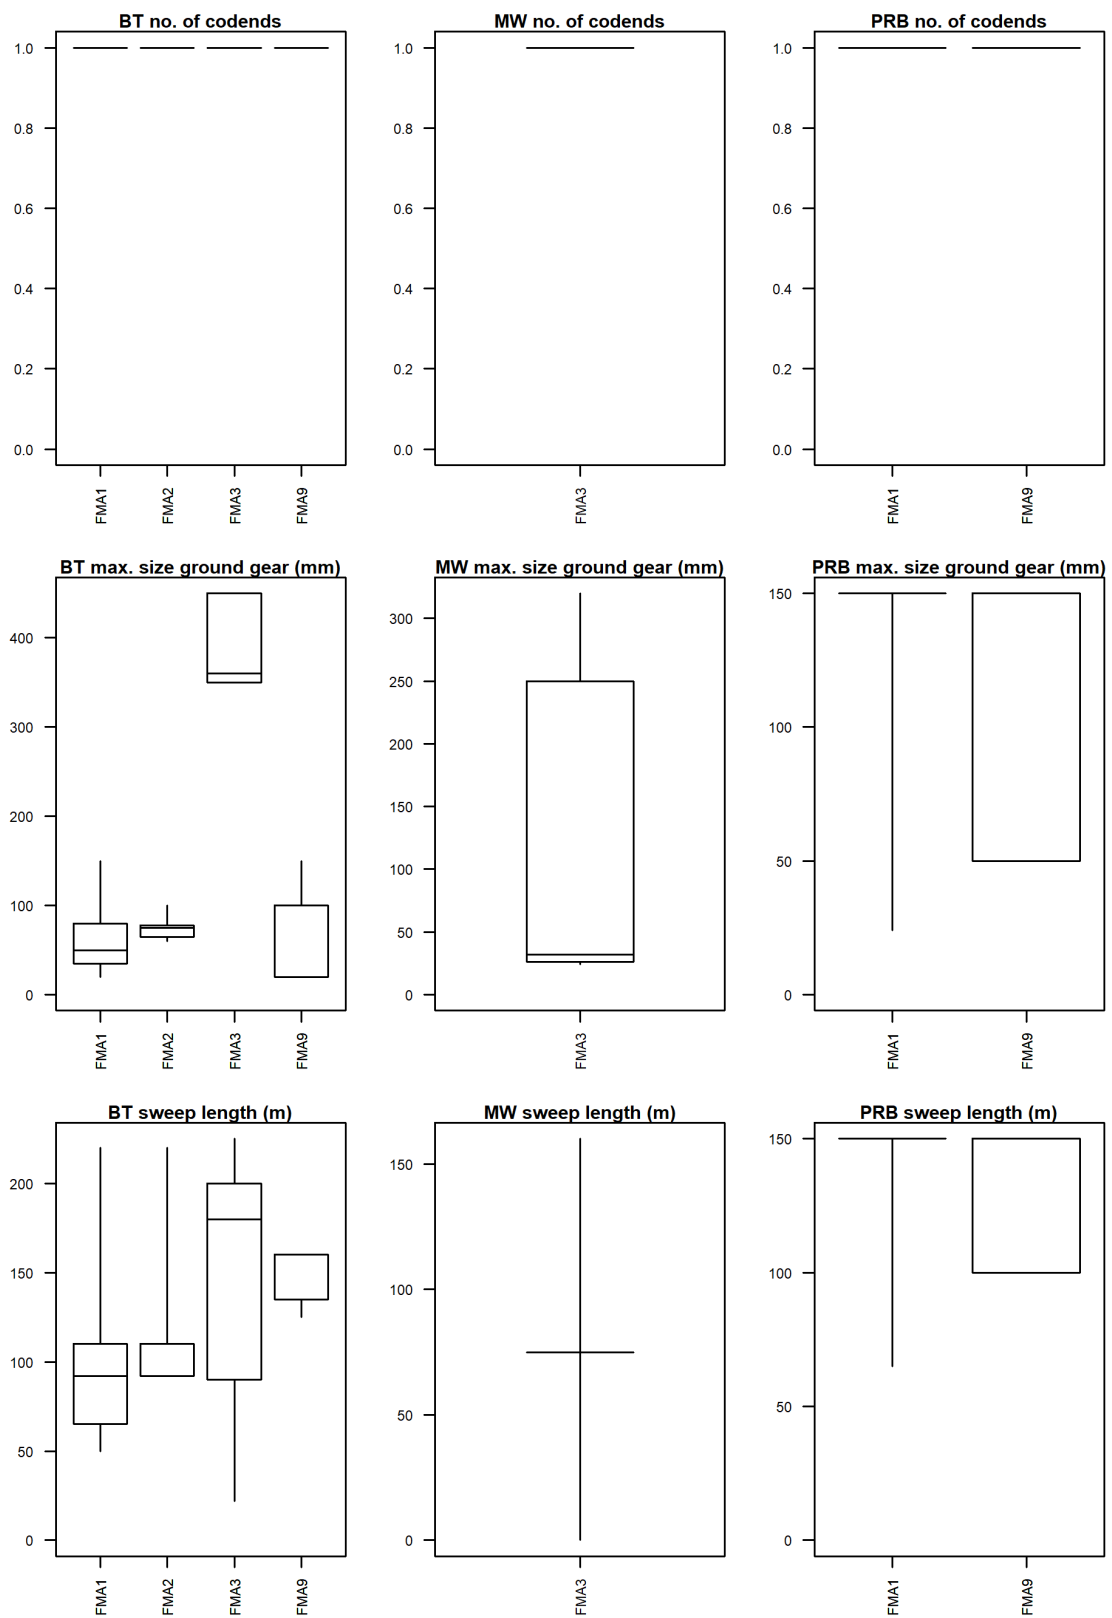 BT no. of codends
1.0
0.8
0.6
0.4
0.2
0.0
FMA1
FMA2
FMA3
FMA9
MW no. of codends
1.0
0.8
0.6
0.4
0.2
0.0
FMA3
PRB no. of codends
1.0
0.8
0.6
0.4
0.2
0.0
FMA1
FMA9
BT max. size ground gear (mm)
400
300
200
100
0
FMA1
FMA2
FMA3
FMA9
MW max. size ground gear (mm)
300
250
200
150
100
50
0
FMA3
PRB max. size ground gear (mm)
150
100
50
0
FMA1
FMA9
BT sweep length (m)
200
150
100
50
0
FMA1
FMA2
FMA3
FMA9
MW sweep length (m)
150
100
50
0
FMA3
PRB sweep length (m)
150
100
50
0
FMA1
FMA9